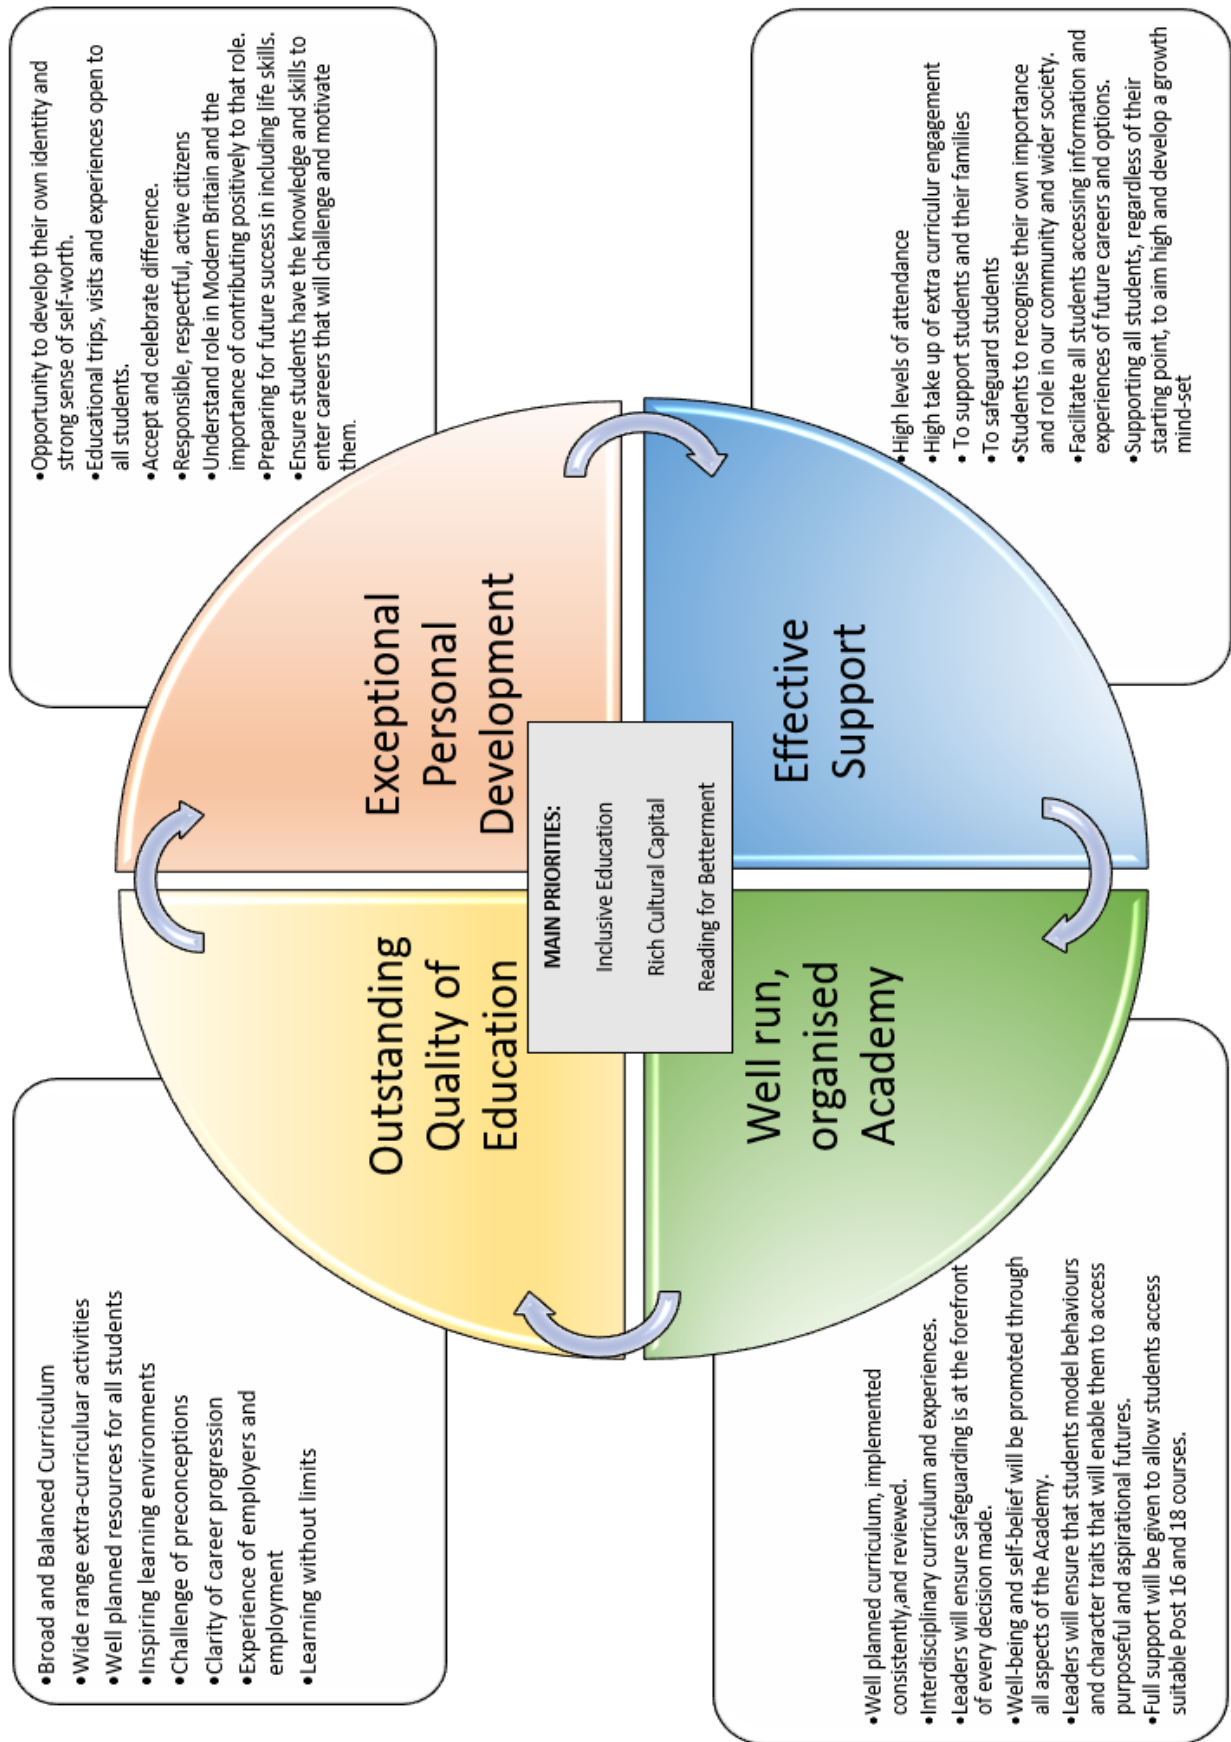 •Broad and Balanced Curriculum
•Wide range extra-curriculuar activities
•Well planned resources for all students
•Inspiring learning environments
•Challenge of preconceptions
•Clarity of career progression
•Experience of employers and
employment
•Learning without limits
•Opportunity to develop their own identity and
strong sense of self-worth.
•Educational trips, visits and experiences open to
all students.
•Accept and celebrate difference.
•Responsible, respectful, active citizens
•Understand role in Modern Britain and the
importance of contributing positively to that role.
•Preparing for future success in including life skills.
•Ensure students have the knowledge and skills to
enter careers that will challenge and motivate
them.
Outstanding
Quality of
Education
Exceptional
Personal
Development
MAIN PRIORITIES:
Inclusive Education
Rich Cultural Capital
Reading for Betterment
Well run,
organised
Academy
Effective
Support
•Well planned curriculum, implemented
consistently,and reviewed.
•Interdisciplinary curriculum and experiences.
•Leaders will ensure safeguarding is at the forefront
of every decision made.
•Well-being and self-belief will be promoted through
all aspects of the Academy.
•Leaders will ensure that students model behaviours
and character traits that will enable them to access
purposeful and aspirational futures.
•Full support will be given to allow students access
suitable Post 16 and 18 courses.
•High levels of attendance
•High take up of extra curriculur engagement
• To support students and their families
•To safeguard students
•Students to recognise their own importance
and role in our community and wider society.
•Facilitate all students accessing information and
experiences of future careers and options.
•Supporting all students, regardless of their
starting point, to aim high and develop a growth
mind-set